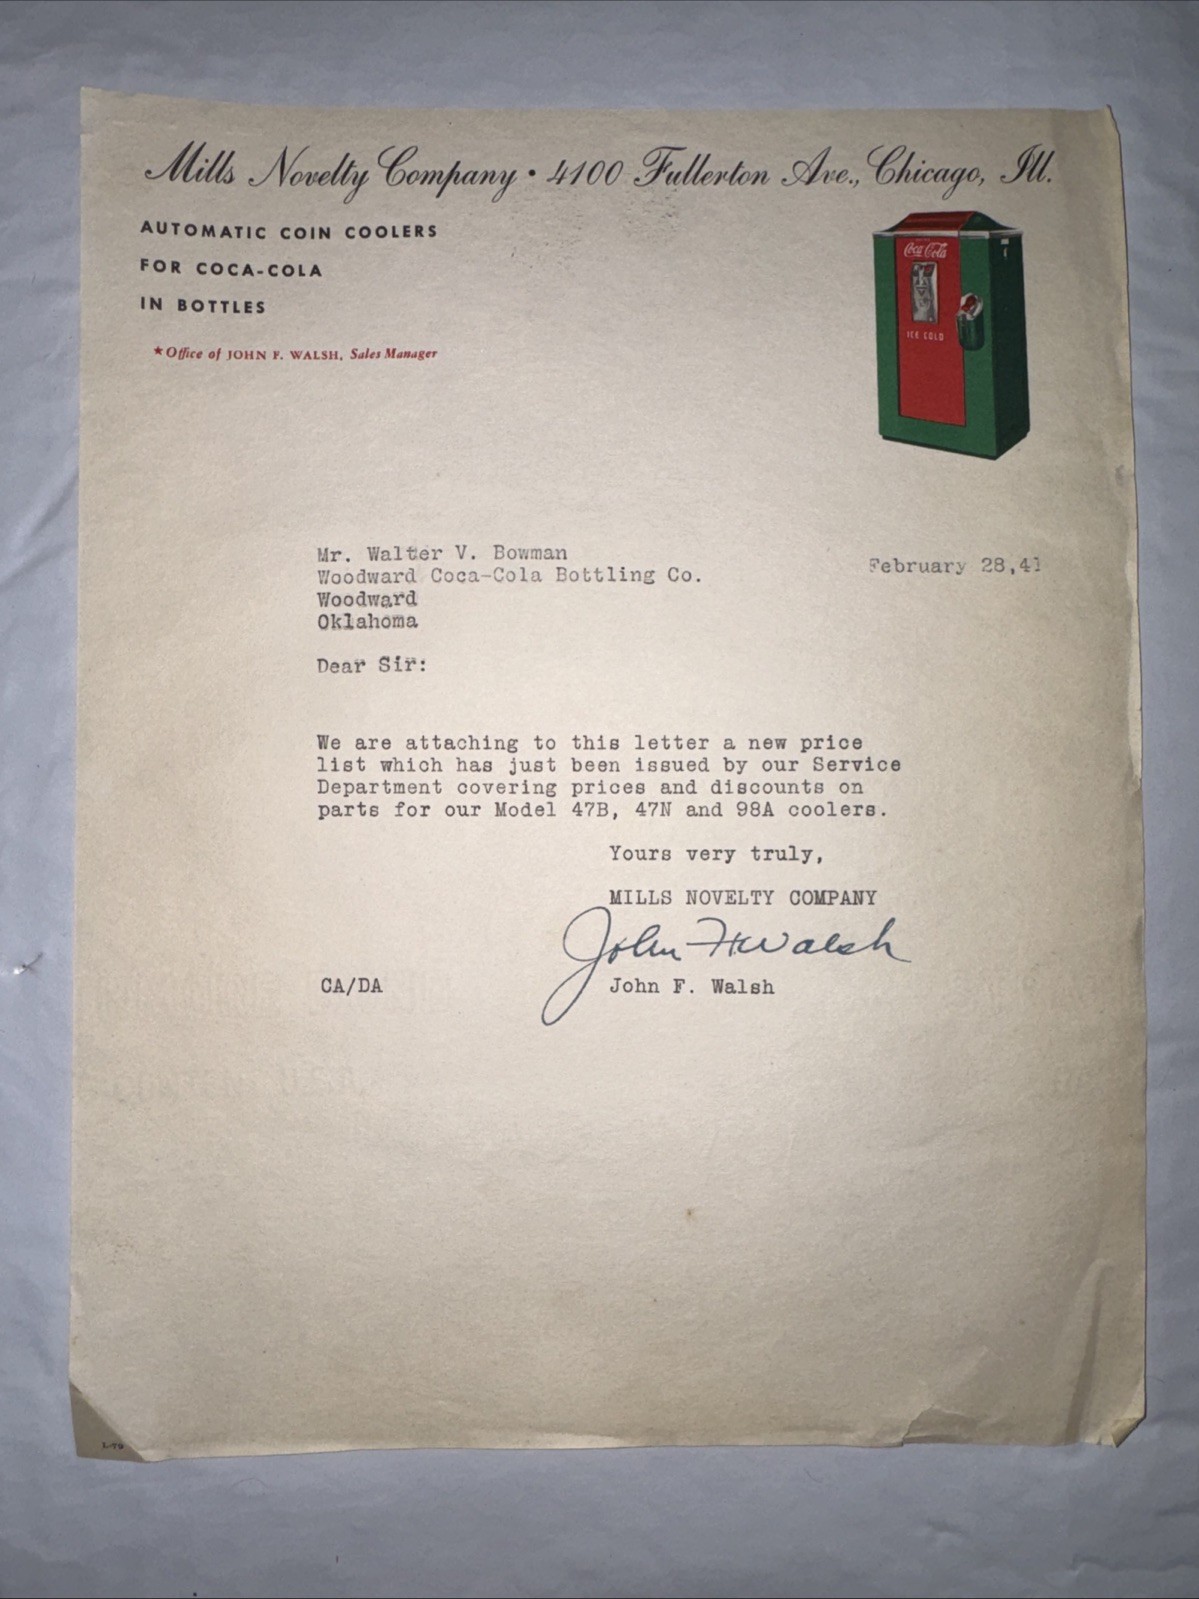 Mills Novelty Company • 4100 Fullerton Ave., Chicago, Ill.
AUTOMATIC COIN COOLERS
FOR COCA-COLA
IN BOTTLES
★ Office of JOHN F. WALSH, Sales Manager
Coca-Cola
ICE COLD
Mr. Walter V. Bowman
Woodward Coca-Cola Bottling Co.
Woodward
Oklahoma
February 28,41
Dear Sir:
We are attaching to this letter a new price
list which has just been issued by our Service
Department covering prices and discounts on
parts for our Model 47B, 47N and 98A coolers.
Yours very truly,
MILLS NOVELTY COMPANY
John F Walsh
CA/DA John F. Walsh
L-79